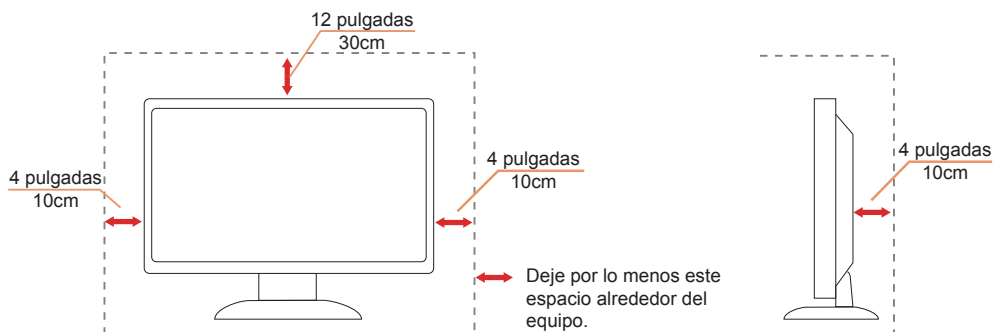 12 pulgadas
30cm
4 pulgadas
10cm
4 pulgadas
10cm
4 pulgadas
10cm
Deje por lo menos este
espacio alrededor del
equipo.